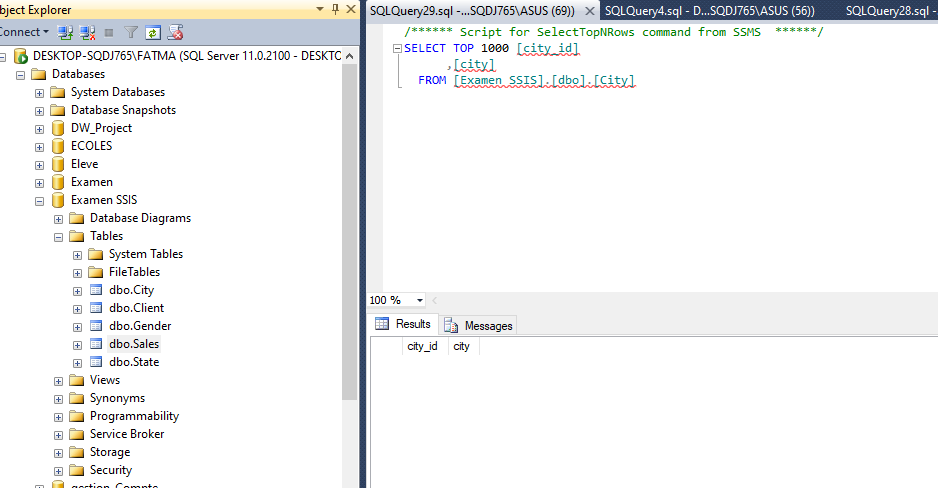 bject Explorer
Connect
DESKTOP-SQDJ765\FATMA (SQL Server 11.0.2100 - DESKTC
Databases
System Databases
Database Snapshots
DW_Project
ECOLES
Eleve
Examen
Examen SSIS
Database Diagrams
Tables
System Tables
FileTables
dbo.City
dbo.Client
dbo.Gender
dbo.Sales
dbo.State
Views
Synonyms
Programmability
Service Broker
Storage
Security
gestion_Compte
SQLQuery29.sql -...SQDJ765\ASUS (69))
SQLQuery4.sql - D...SQDJ765\ASUS (56))
SQLQuery28.sql -
/****** Script for SelectTopNRows command from SSMS  ******/
SELECT TOP 1000 [city_id]
,[city]
FROM [Examen SSIS].[dbo].[City]
100 %
Results
Messages
city_id
city